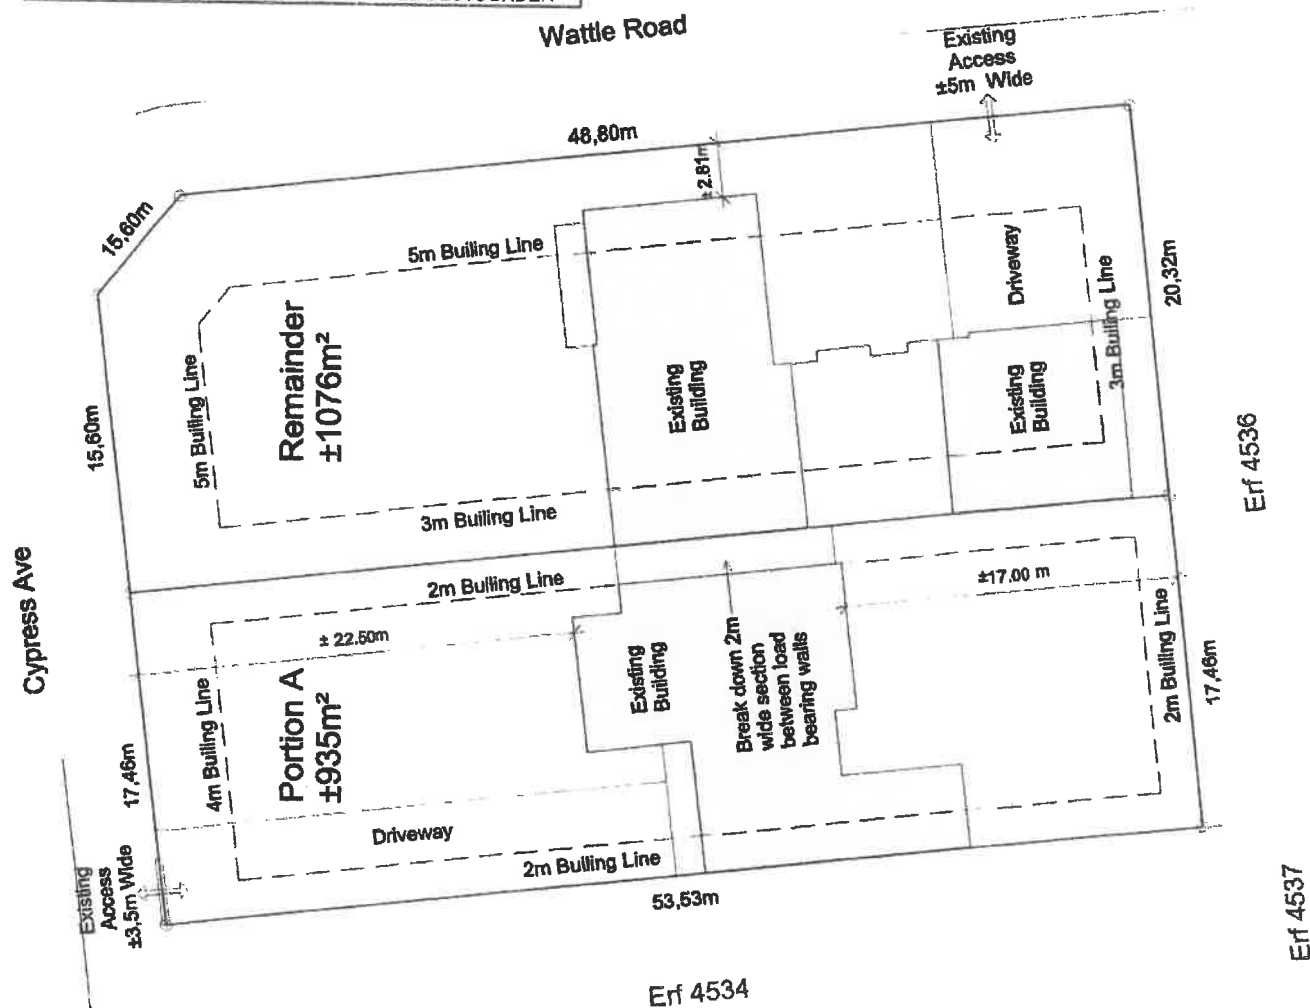 Wattle Road
Existing
Access
±5m Wide
48,80m
±2.81m
15,60m
5m Builing Line
Driveway
20,32m
3m Builing Line
Remainder
±1076m²
5m Builing Line
15,60m
Existing
Building
Existing
Building
Erf 4536
3m Builing Line
Cypress Ave
2m Builing Line
±17.00 m
± 22.50m
Existing
Building
Break down 2m
wide section
between load
bearing walls
2m Builing Line
17,46m
Portion A
±935m²
4m Builing Line
17,46m
Driveway
2m Builing Line
Existing
Access
±3,5m Wide
53,53m
Erf 4537
Erf 4534